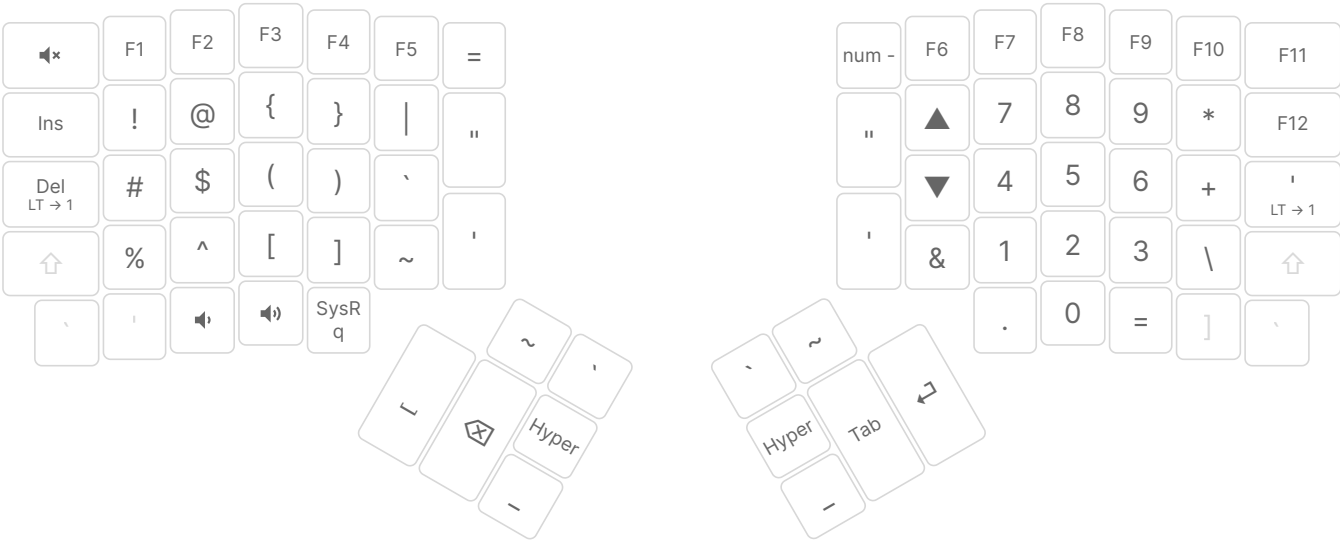 F1 F2 F3 F4 F5 =
num - F6 F7 F8 F9 F10 F11
Ins ! @ { } | "
" ▲ 7 8 9 * F12
Del # $ ( ) `
LT → 1
▼ 4 5 6 + '
LT → 1
% ^ [ ] ~ '
' & 1 2 3 \
` ' SysR
q
. 0 = ] `
~ `
Hyper
_
` ~
Hyper Tab
_